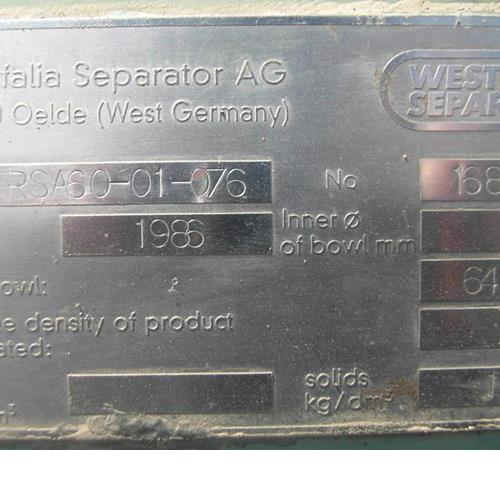 falia Separator AG
Oelde (West Germany)
WEST
SEPAR
RSA60-01-076 No 168
1986 Inner ø
of bowl mm
owl: 64
e density of product
ated:
solids
kg/dm³